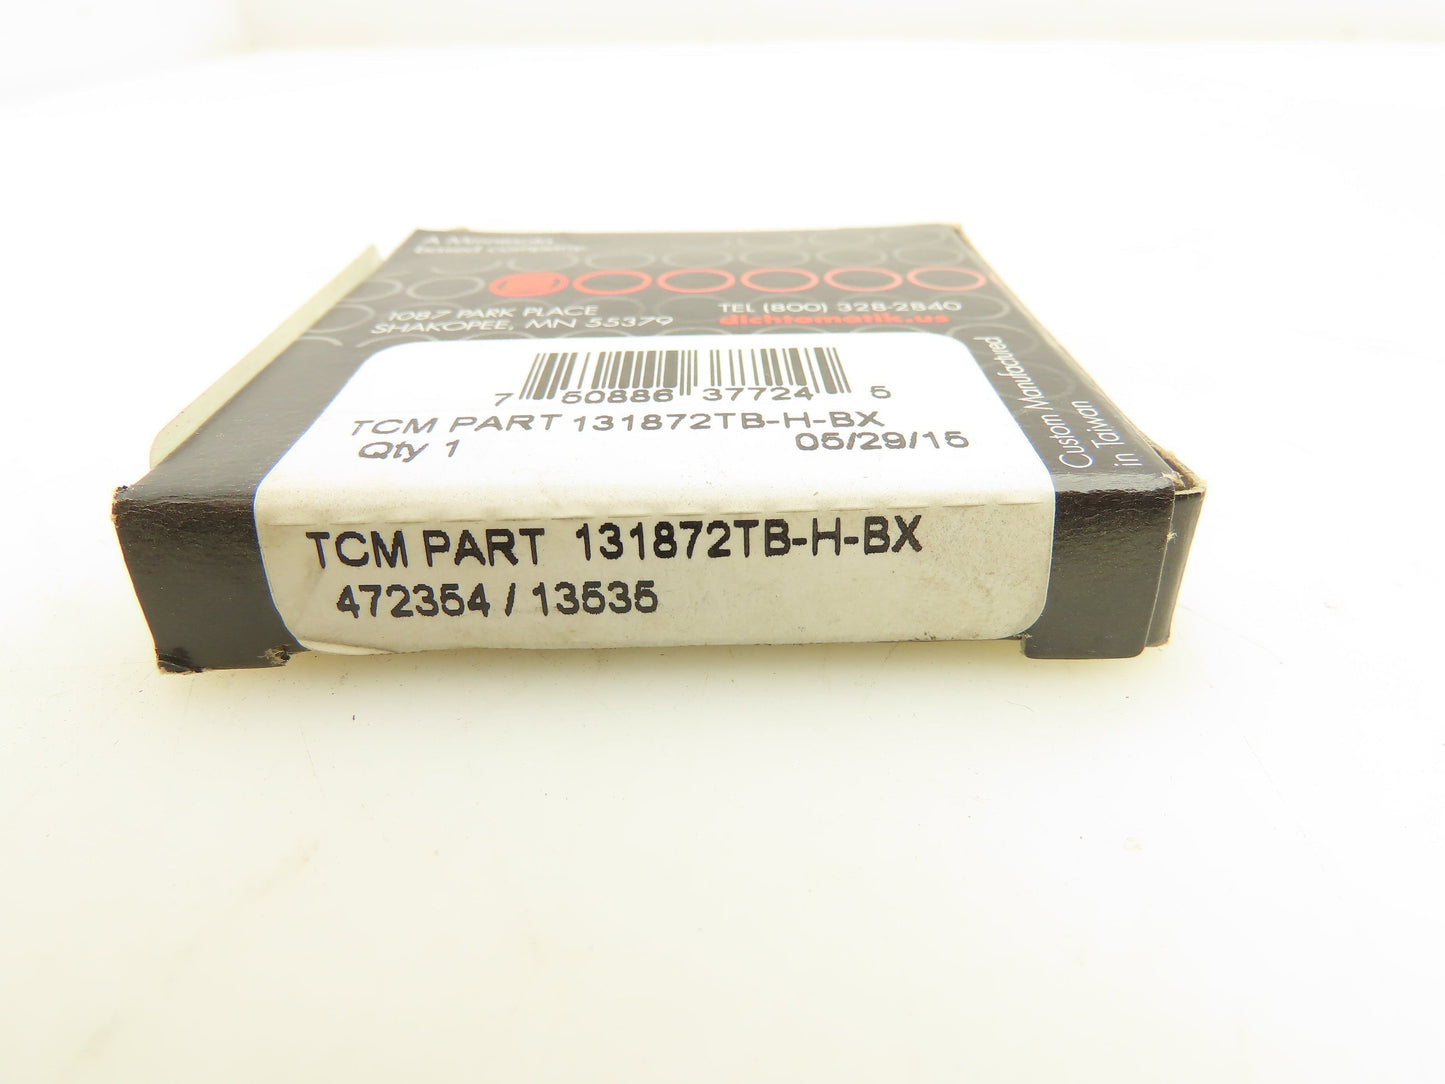 A Minnesota
based company
1087 PARK PLACE
SHAKOPEE, MN 55379
TEL (800) 328-2840
dichtomatik.us
Custom Manufactured
in Taiwan
7 50886 37724 5
TCM PART 131872TB-H-BX
Qty 1 05/29/15
TCM PART 131872TB-H-BX
472354 / 13535